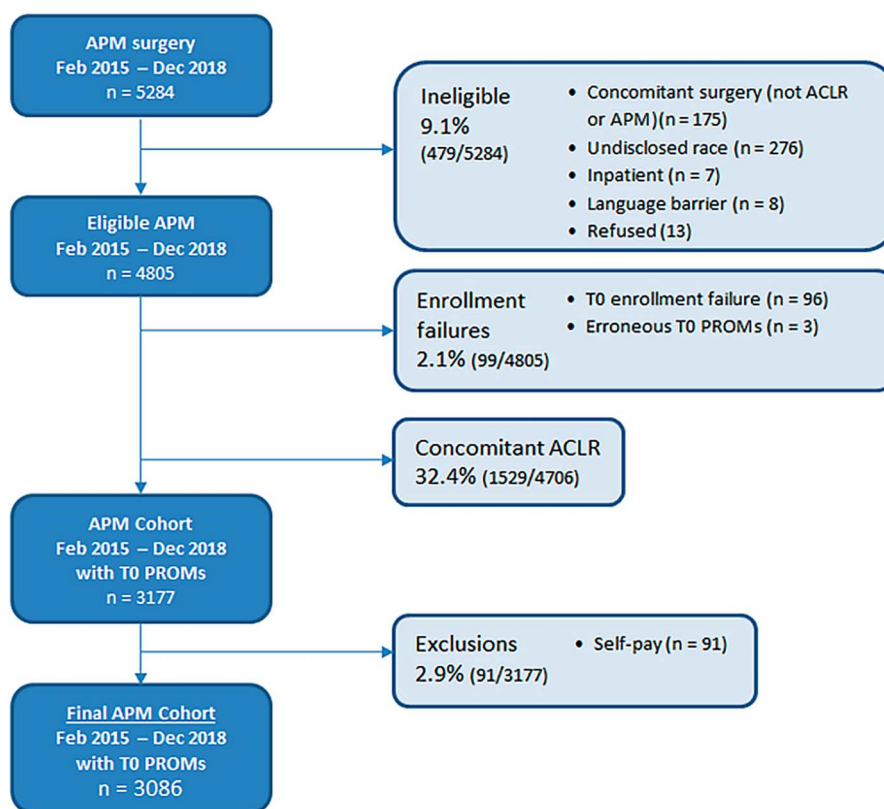 APM surgery
Feb 2015 – Dec 2018
n = 5284
Ineligible
9.1%
(479/5284)
• Concomitant surgery (not ACLR
or APM)(n = 175)
• Undisclosed race (n = 276)
• Inpatient (n = 7)
• Language barrier (n = 8)
• Refused (13)
Eligible APM
Feb 2015 – Dec 2018
n = 4805
Enrollment
failures
2.1% (99/4805)
• T0 enrollment failure (n = 96)
• Erroneous T0 PROMs (n = 3)
Concomitant ACLR
32.4% (1529/4706)
APM Cohort
Feb 2015 – Dec 2018
with T0 PROMs
n = 3177
Exclusions
2.9% (91/3177)
• Self-pay (n = 91)
Final APM Cohort
Feb 2015 – Dec 2018
with T0 PROMs
n = 3086